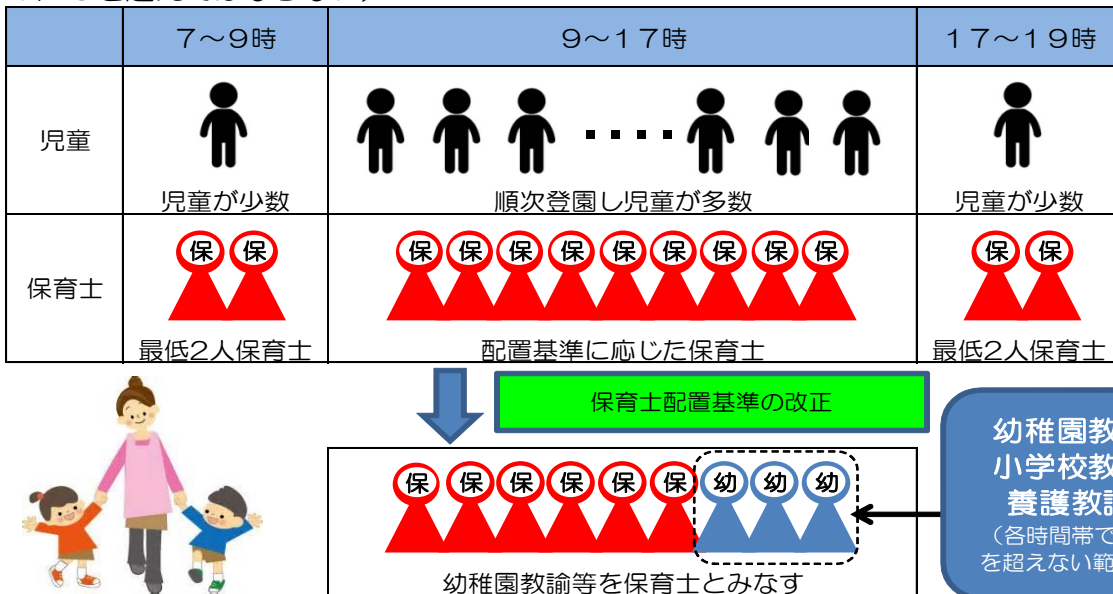 7～9時 9～17時 17～19時
児童
児童が少数 順次登園し児童が多数 児童が少数
保 保 保 保 保 保 保 保 保 保 保 保 保
保育士
最低2人保育士 配置基準に応じた保育士 最低2人保育士
保育士配置基準の改正
幼稚園教
小学校教
養護教諭
（各時間帯で
を超えない範
保 保 保 保 保 保 幼 幼 幼
幼稚園教諭等を保育士とみなす